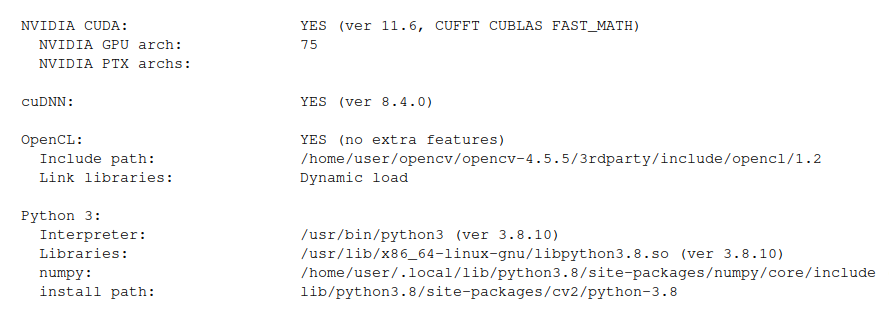 NVIDIA CUDA: YES (ver 11.6, CUFFT CUBLAS FAST_MATH)
NVIDIA GPU arch: 75
NVIDIA PTX archs:
cuDNN: YES (ver 8.4.0)
OpenCL: YES (no extra features)
Include path: /home/user/opencv/opencv-4.5.5/3rdparty/include/opencl/1.2
Link libraries: Dynamic load
Python 3:
Interpreter: /usr/bin/python3 (ver 3.8.10)
Libraries: /usr/lib/x86_64-linux-gnu/libpython3.8.so (ver 3.8.10)
numpy: /home/user/.local/lib/python3.8/site-packages/numpy/core/include
install path: lib/python3.8/site-packages/cv2/python-3.8